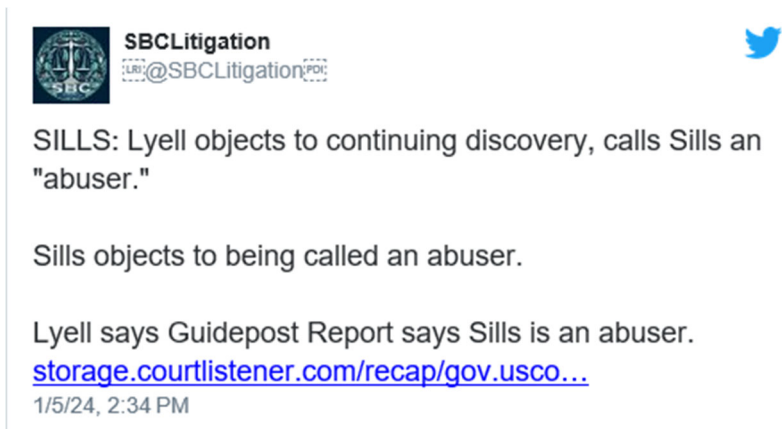 SBC
SBCLitigation
LRI@SBCLitigationPDI
SILLS: Lyell objects to continuing discovery, calls Sills an
"abuser."
Sills objects to being called an abuser.
Lyell says Guidepost Report says Sills is an abuser.
storage.courtlistener.com/recap/gov.usco…
1/5/24, 2:34 PM